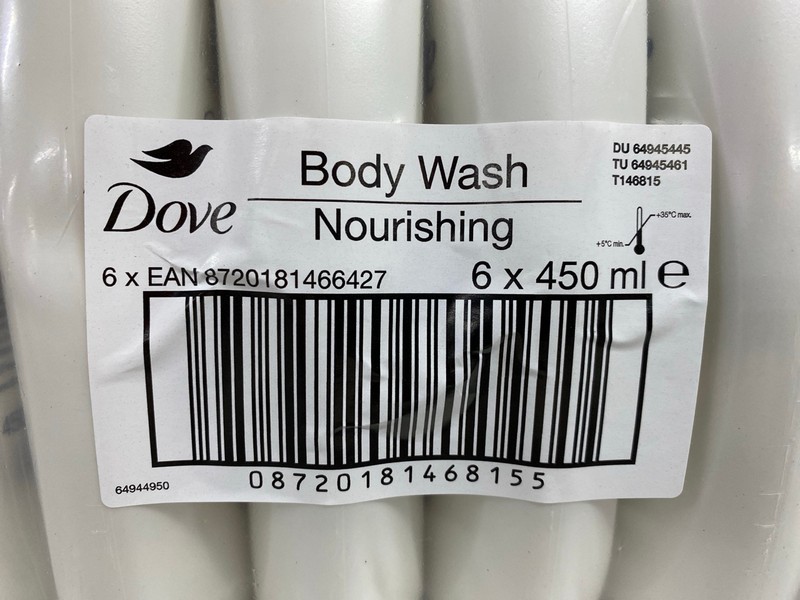 Dove
Body Wash
Nourishing
DU 64945445
TU 64945461
T146815
+35°C max.
+5°C min.
6 x EAN 8720181466427
6 x 450 ml e
08720181468155
64944950